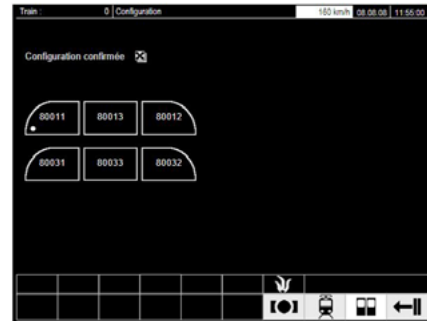 Train : 0 Configuration 160 km/h 08.08.08 11:55:00
Configuration confirmée
80011 80013 80012
80031 80033 80032